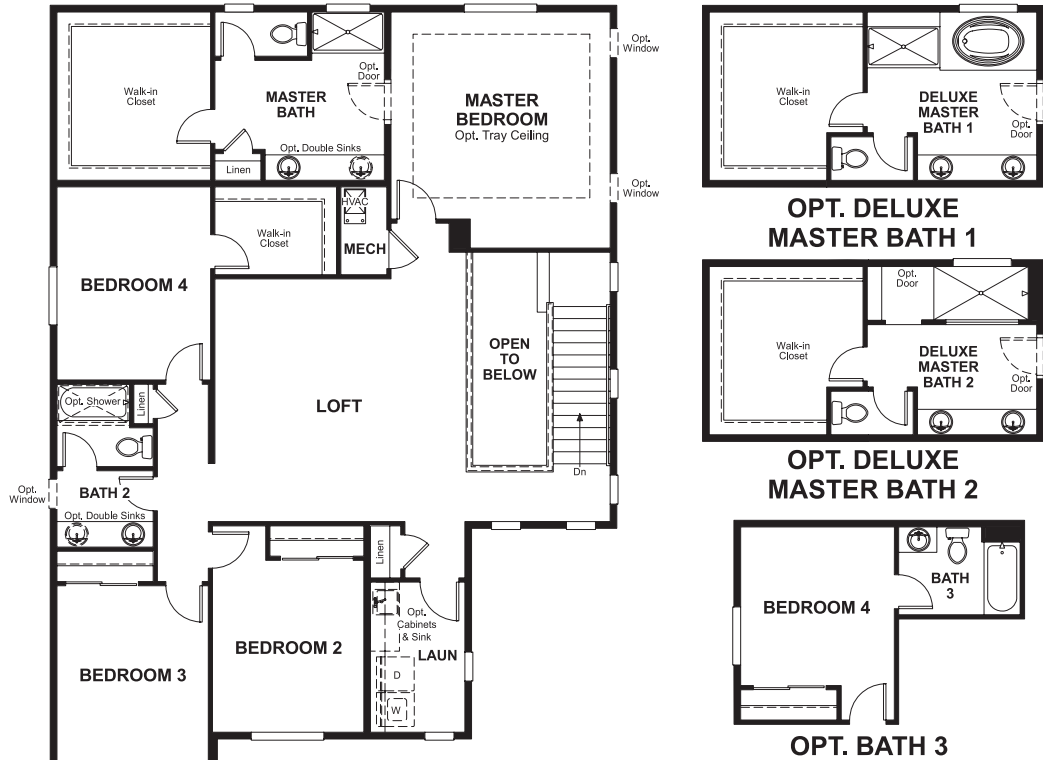 Walk-in
Closet
MASTER
BATH
Opt.
Door
Opt. Double Sinks
Linen
MASTER
BEDROOM
Opt. Tray Ceiling
Opt.
Window
Opt.
Window
HVAC
MECH
Walk-in
Closet
BEDROOM 4
OPEN
TO
BELOW
LOFT
Dn
Opt. Shower
Linen
BATH 2
Opt.
Window
Opt. Double Sinks
Linen
Opt.
Cabinets
& Sink
LAUN
D
W
BEDROOM 2
BEDROOM 3
Walk-in
Closet
DELUXE
MASTER
BATH 1
Opt.
Door
OPT. DELUXE
MASTER BATH 1
Opt.
Door
Walk-in
Closet
DELUXE
MASTER
BATH 2
Opt.
Door
OPT. DELUXE
MASTER BATH 2
BATH
3
BEDROOM 4
OPT. BATH 3